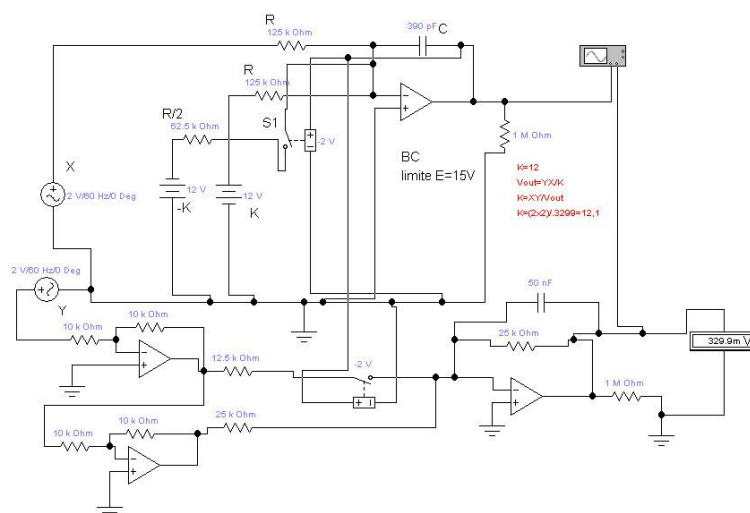 R
125 k Ohm
390 pF
C
R
125 k Ohm
R/2
62.5 k Ohm
S1
-2 V
1 M Ohm
BC
limite E=15V
K=12
Vout=YX/K
K=XY/Vout
K=(2x2)/.3299=12,1
X
2 V/60 Hz/0 Deg
12 V
-K
12 V
K
2 V/60 Hz/0 Deg
Y
10 k Ohm
10 k Ohm
12.5 k Ohm
-2 V
50 nF
25 k Ohm
329.9m V
1 M Ohm
10 k Ohm
10 k Ohm
25 k Ohm